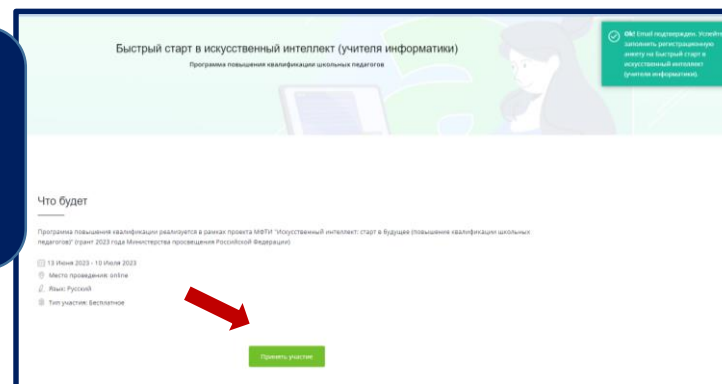 Быстрый старт в искусственный интеллект (учителя информатики)
Программа повышения квалификации школьных педагогов
Ok! Email подтвержден. Успейте
заполнить регистрационную
анкету на Быстрый старт в
искусственный интеллект
(учителя информатики).
Что будет
Программа повышения квалификации реализуется в рамках проекта МФТИ "Искусственный интеллект: старт в будущее (повышение квалификации школьных
педагогов)" (грант 2023 года Министерства просвещения Российской Федерации)
13 Июня 2023 - 10 Июля 2023
Место проведения: online
Язык: Русский
Тип участия: Бесплатное
Принять участие